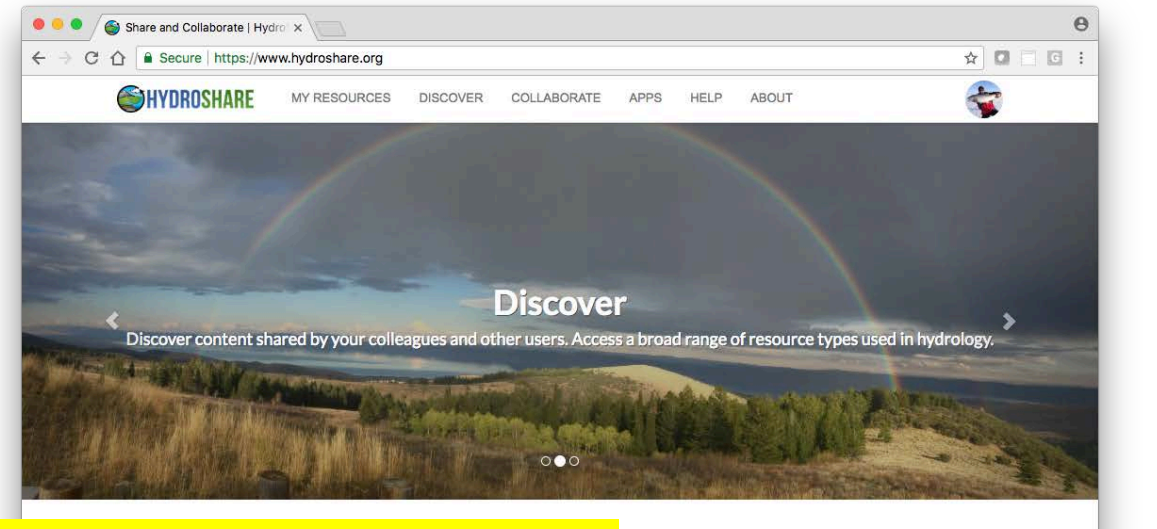 Share and Collaborate | Hydro
Secure | https://www.hydroshare.org
HYDROSHARE MY RESOURCES DISCOVER COLLABORATE APPS HELP ABOUT
Discover
Discover content shared by your colleagues and other users. Access a broad range of resource types used in hydrology.